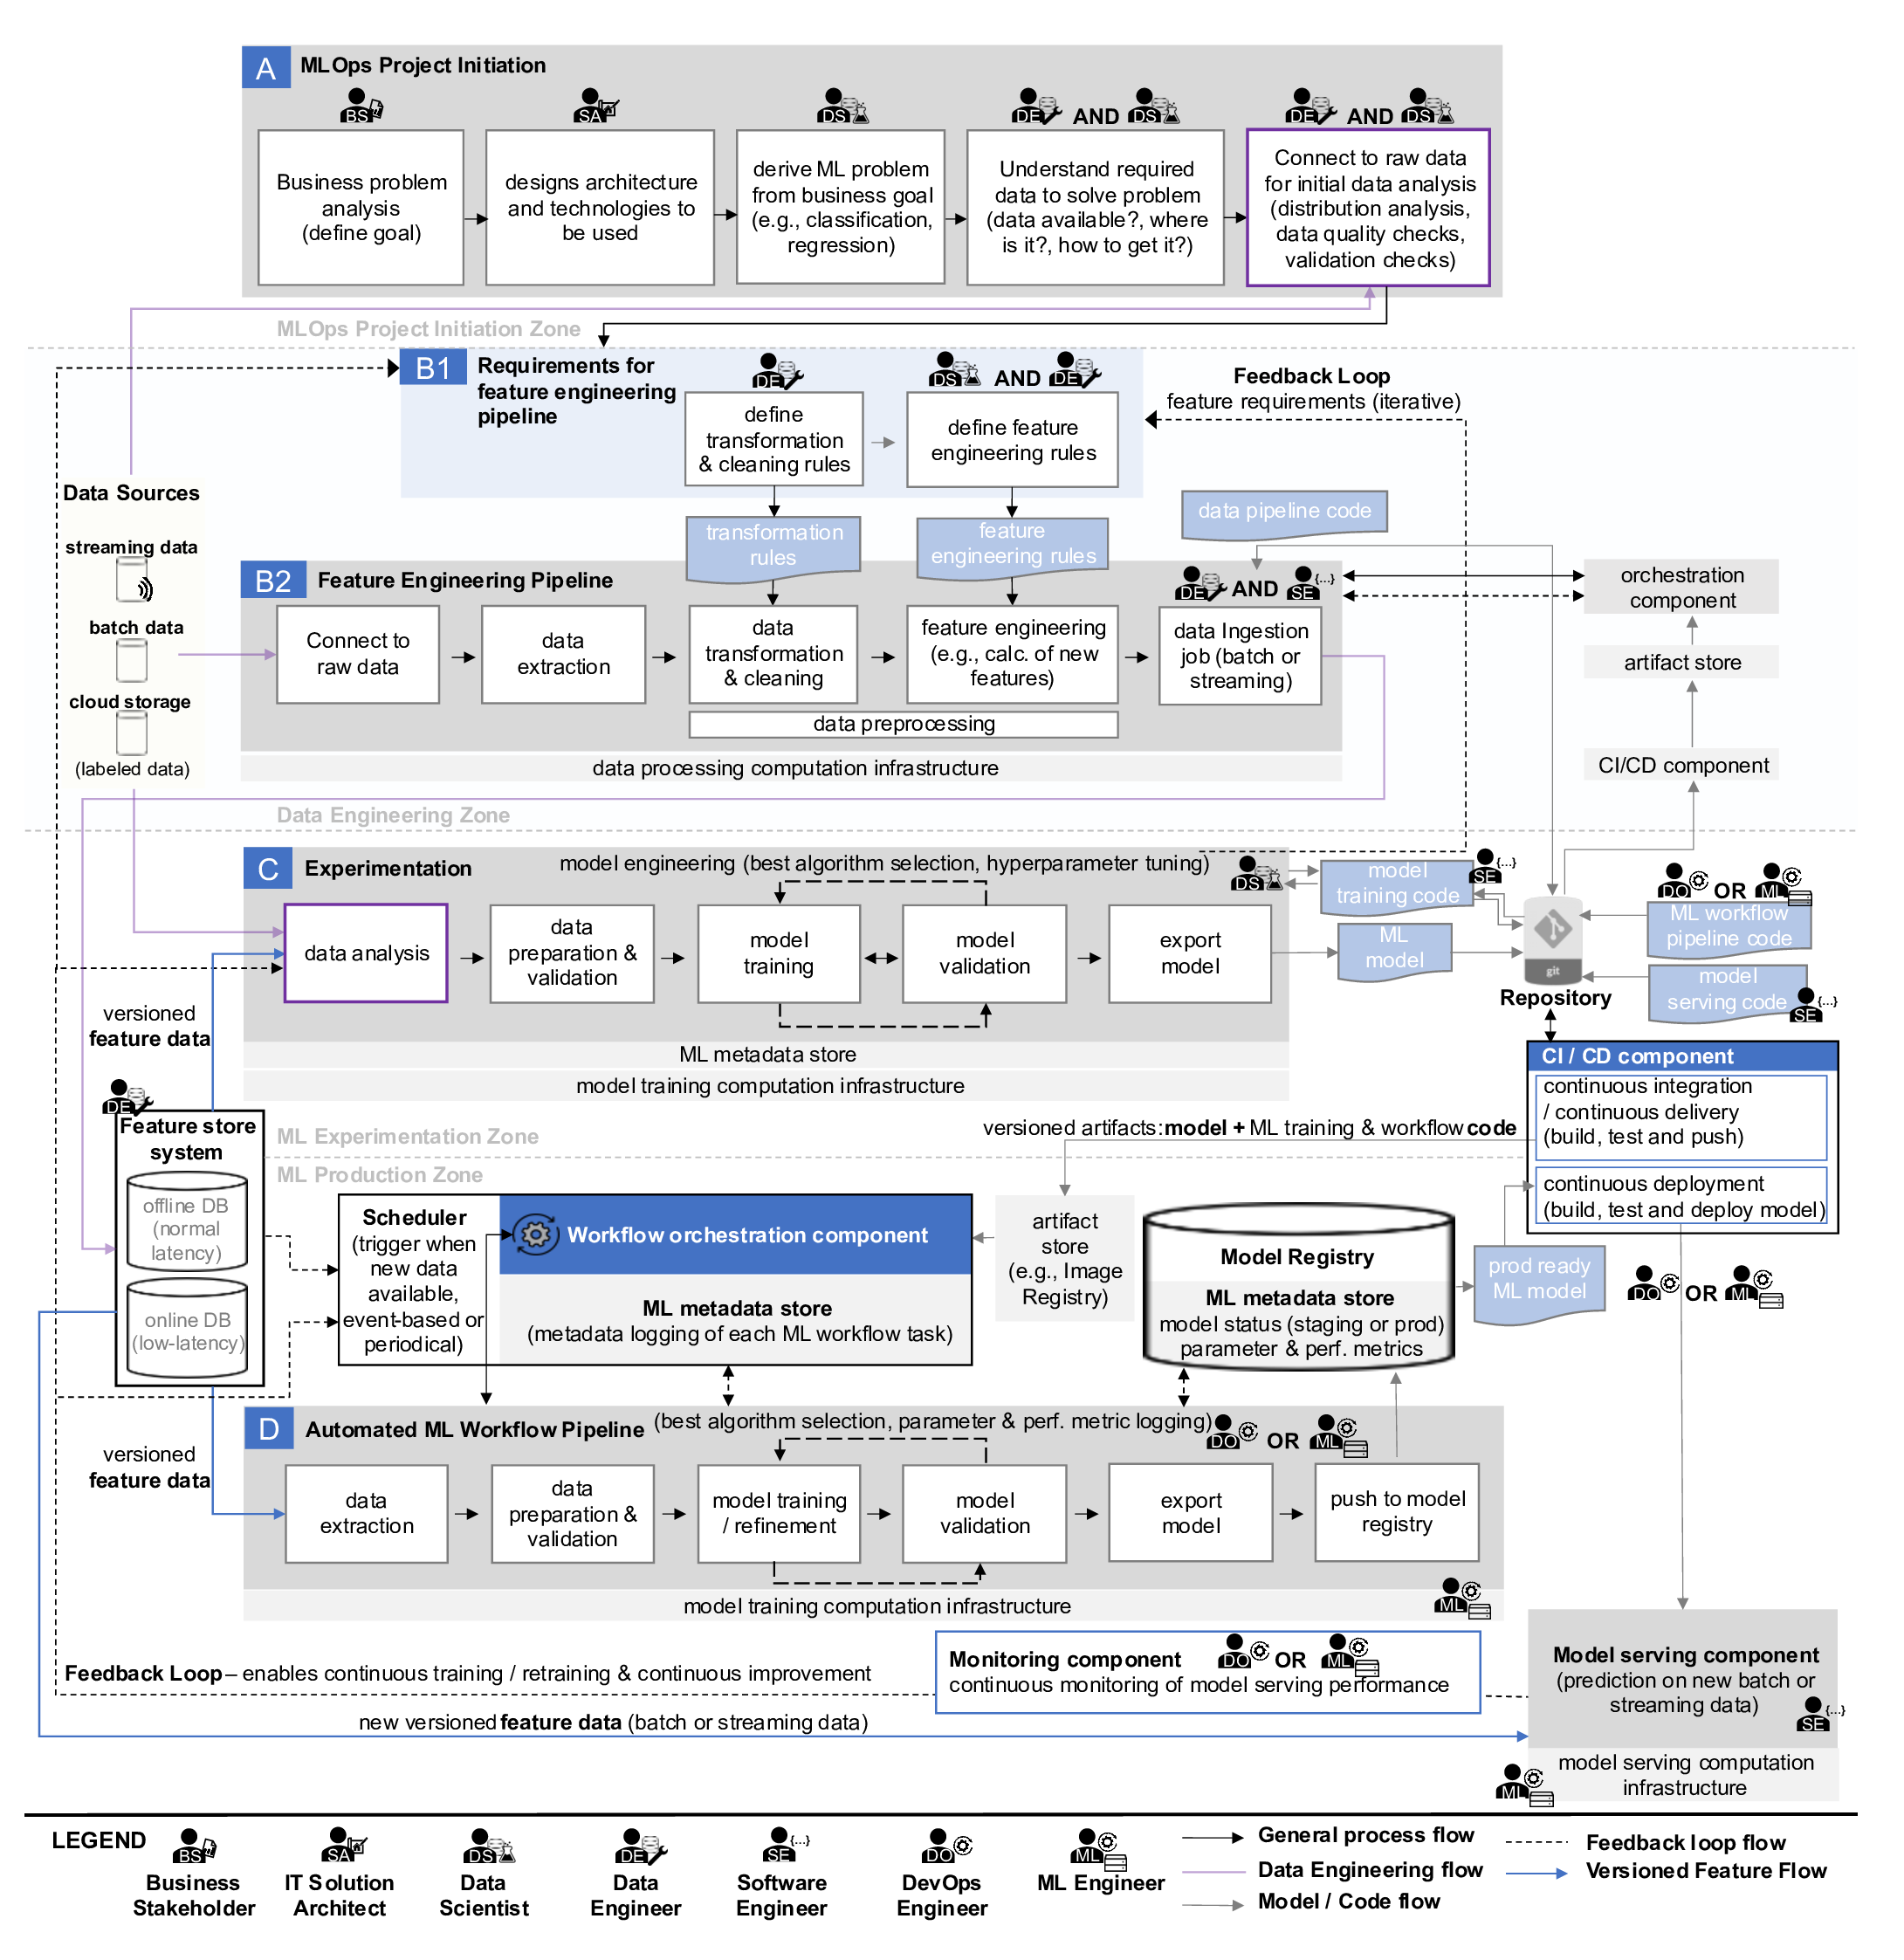 A
MLOps Project Initiation
BS
SA
DS
DE
AND
DS
DE
AND
DS
Business problem
analysis
(define goal)
designs architecture
and technologies to
be used
derive ML problem
from business goal
(e.g., classification,
regression)
Understand required
data to solve problem
(data available?, where
is it?, how to get it?)
Connect to raw data
for initial data analysis
(distribution analysis,
data quality checks,
validation checks)
MLOps Project Initiation Zone
B1
Requirements for
feature engineering
pipeline
DE
DS
AND
DE
define
transformation
& cleaning rules
define feature
engineering rules
Feedback Loop
feature requirements (iterative)
Data Sources
streaming data
batch data
cloud storage
(labeled data)
transformation
rules
feature
engineering rules
data pipeline code
B2
Feature Engineering Pipeline
DE
AND
SE
{...}
Connect to
raw data
data
extraction
data
transformation
& cleaning
feature engineering
(e.g., calc. of new
features)
data Ingestion
job (batch or
streaming)
data preprocessing
data processing computation infrastructure
orchestration
component
artifact store
CI/CD component
Data Engineering Zone
C
Experimentation
model engineering (best algorithm selection, hyperparameter tuning)
DS
data analysis
data
preparation &
validation
model
training
model
validation
export
model
ML metadata store
model training computation infrastructure
model
training code
SE
{...}
ML
model
git
Repository
DO
OR
ML
ML workflow
pipeline code
model
serving code
SE
{...}
versioned
feature data
CI / CD component
continuous integration
/ continuous delivery
(build, test and push)
continuous deployment
(build, test and deploy model)
versioned artifacts: model + ML training & workflow code
ML Experimentation Zone
ML Production Zone
DE
Feature store
system
offline DB
(normal
latency)
online DB
(low-latency)
Scheduler
(trigger when
new data
available,
event-based or
periodical)
Workflow orchestration component
ML metadata store
(metadata logging of each ML workflow task)
artifact
store
(e.g., Image
Registry)
Model Registry
ML metadata store
model status (staging or prod)
parameter & perf. metrics
prod ready
ML model
DO
OR
ML
versioned
feature data
D
Automated ML Workflow Pipeline
(best algorithm selection, parameter & perf. metric logging)
DO
OR
ML
data
extraction
data
preparation &
validation
model training
/ refinement
model
validation
export
model
push to model
registry
model training computation infrastructure
ML
Monitoring component
DO
OR
ML
continuous monitoring of model serving performance
Feedback Loop – enables continuous training / retraining & continuous improvement
new versioned feature data (batch or streaming data)
Model serving component
(prediction on new batch or
streaming data)
SE
{...}
model serving computation
infrastructure
ML
LEGEND
BS
Business
Stakeholder
SA
IT Solution
Architect
DS
Data
Scientist
DE
Data
Engineer
SE
{...}
Software
Engineer
DO
DevOps
Engineer
ML
ML Engineer
General process flow
Data Engineering flow
Model / Code flow
Feedback loop flow
Versioned Feature Flow